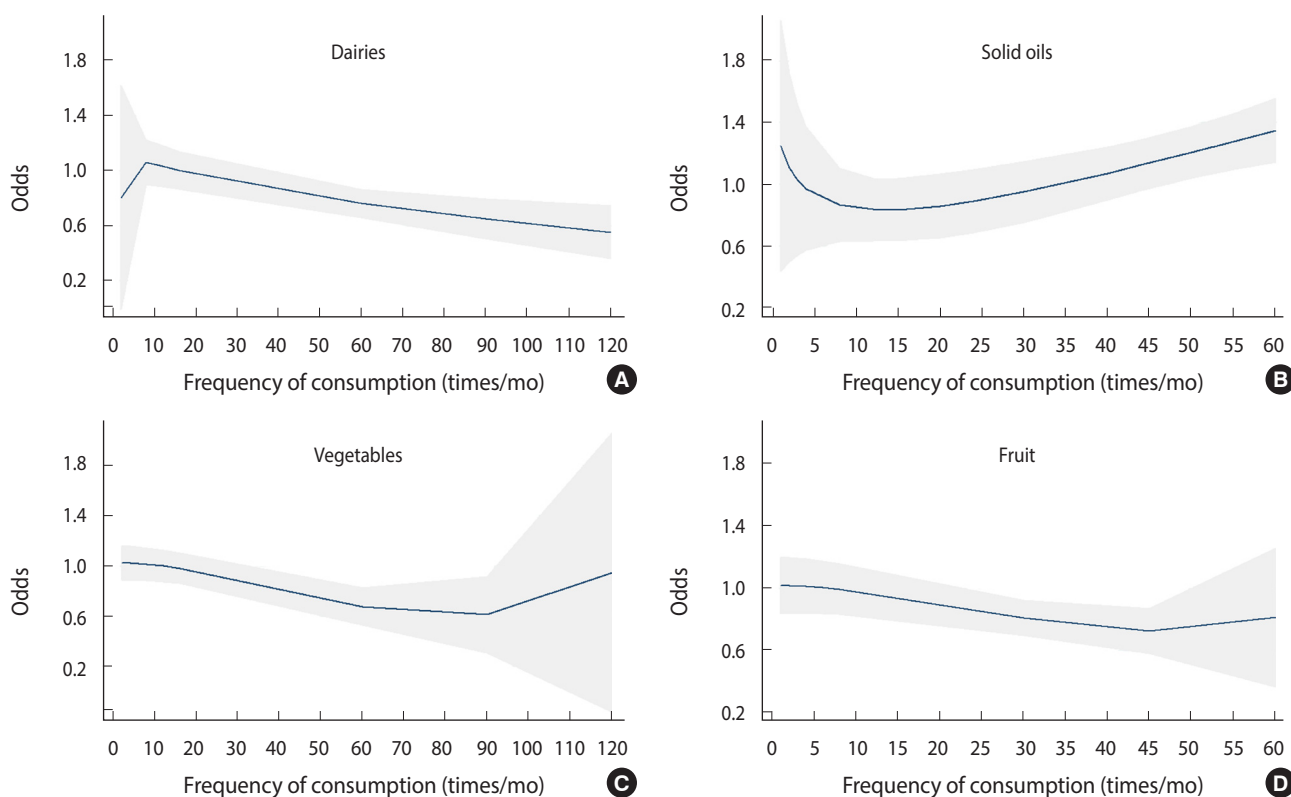 Dairies
Odds
1.8
1.4
1.0
0.6
0.2
0 10 20 30 40 50 60 70 80 90 100 110 120
Frequency of consumption (times/mo)
A
Solid oils
Odds
1.8
1.4
1.0
0.6
0.2
0 5 10 15 20 25 30 35 40 45 50 55 60
Frequency of consumption (times/mo)
B
Vegetables
Odds
1.8
1.4
1.0
0.6
0.2
0 10 20 30 40 50 60 70 80 90 100 110 120
Frequency of consumption (times/mo)
C
Fruit
Odds
1.8
1.4
1.0
0.6
0.2
0 5 10 15 20 25 30 35 40 45 50 55 60
Frequency of consumption (times/mo)
D